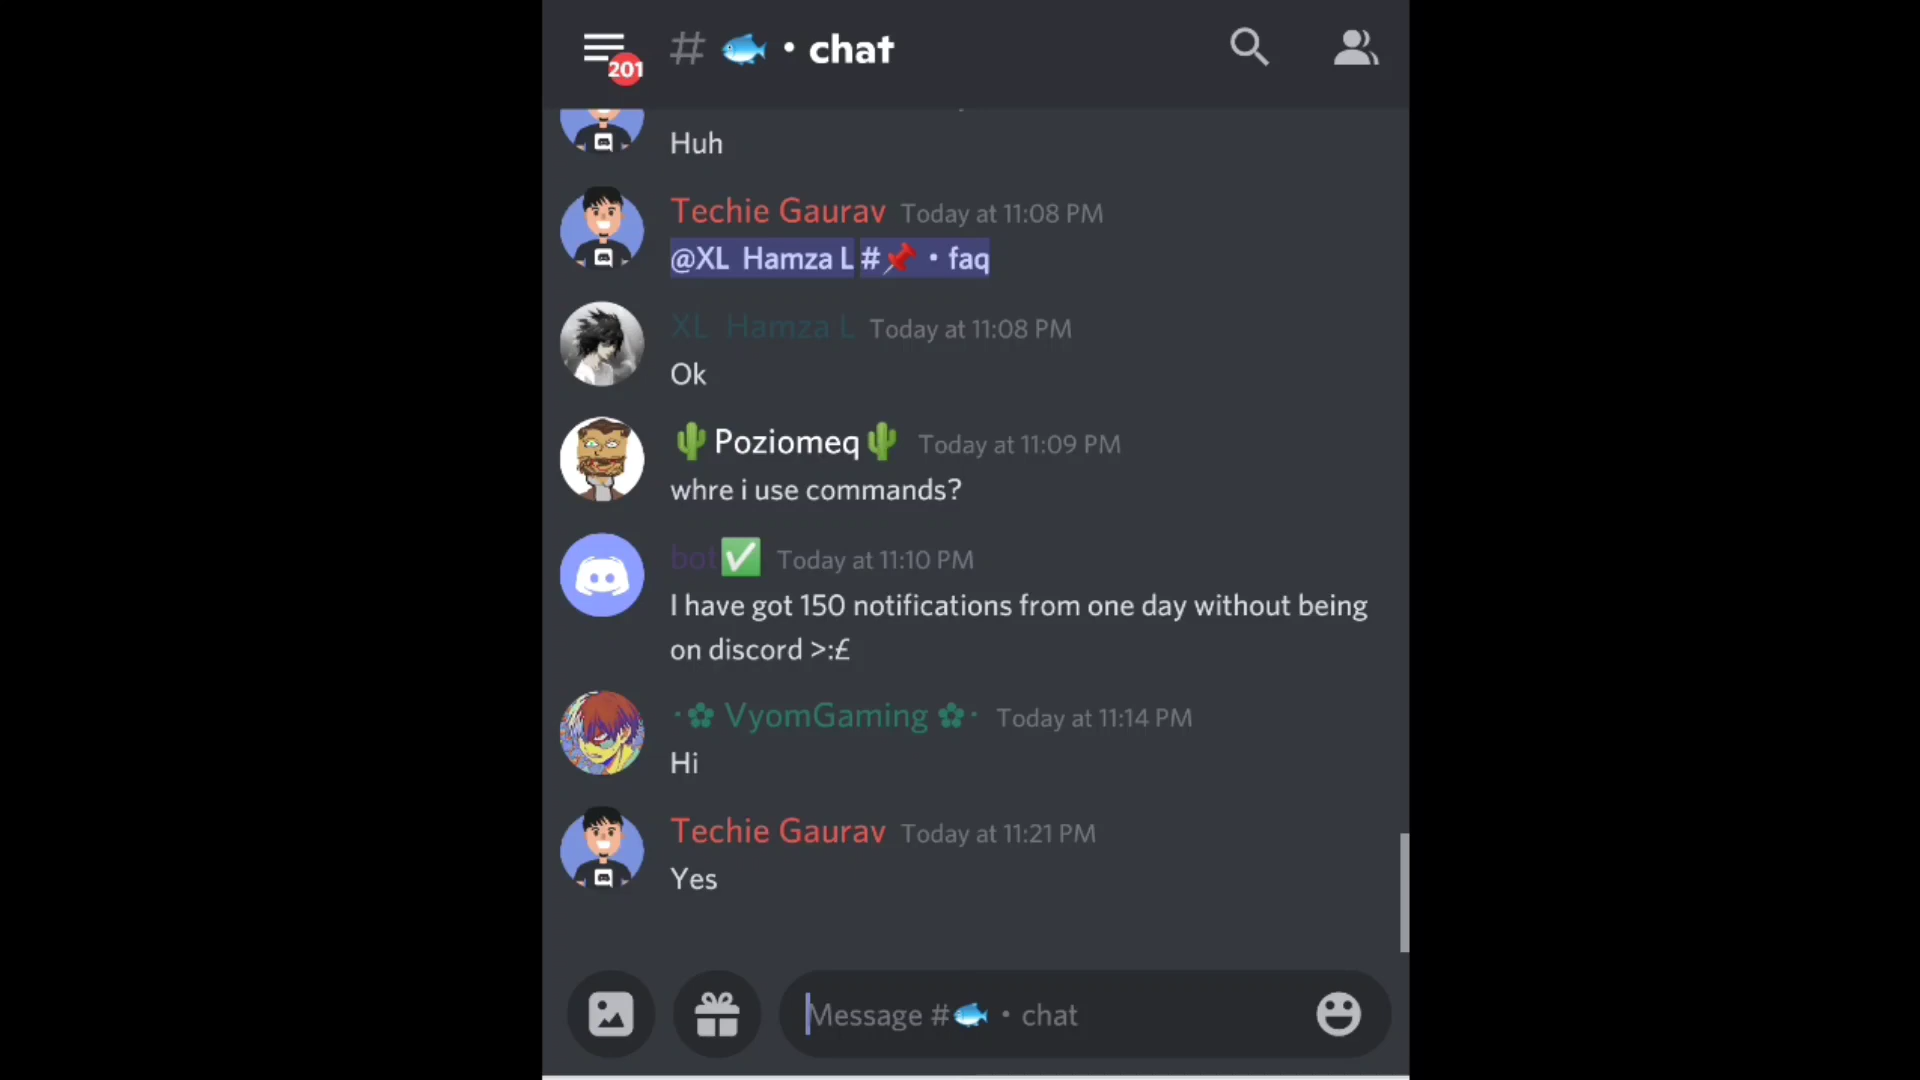 201
# 🐟 • chat
Huh
Techie Gaurav Today at 11:08 PM
@XL Hamza L #📌 • faq
XL Hamza L Today at 11:08 PM
Ok
🌵Poziomeq🌵 Today at 11:09 PM
whre i use commands?
bot✅ Today at 11:10 PM
I have got 150 notifications from one day without being
on discord >:£
·✿ VyomGaming ✿· Today at 11:14 PM
Hi
Techie Gaurav Today at 11:21 PM
Yes
Message #🐟 • chat